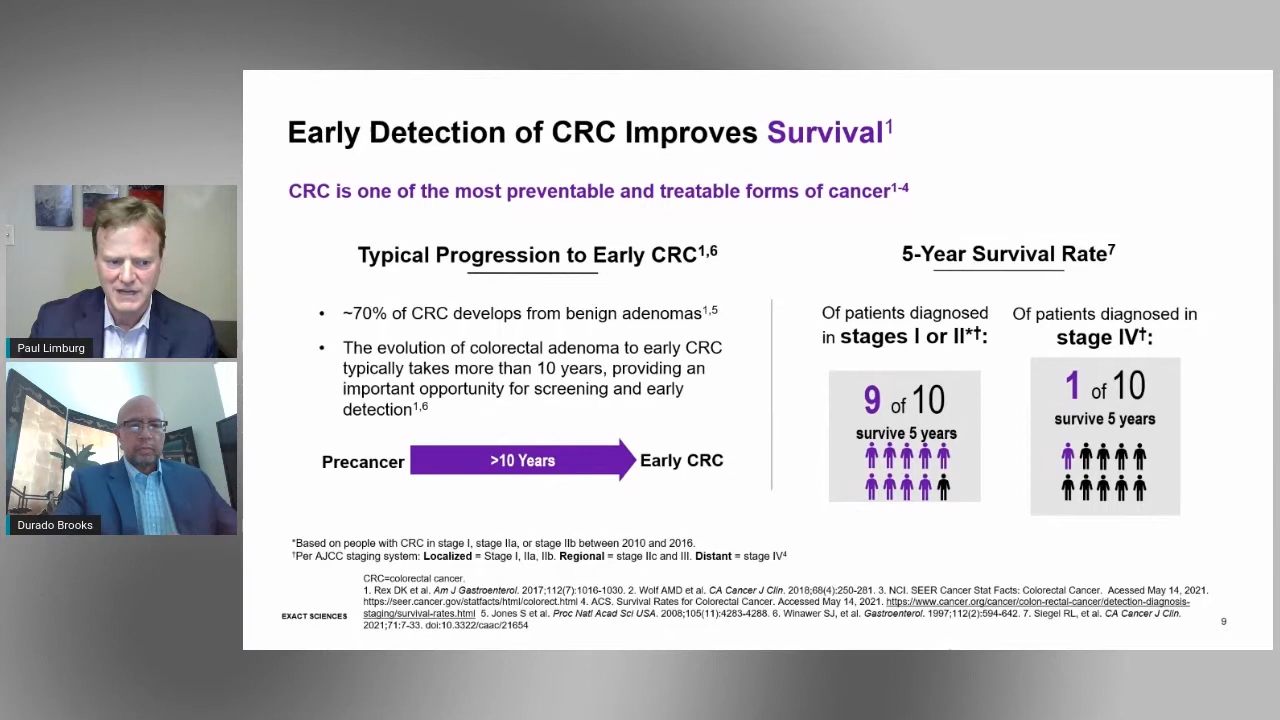 Early Detection of CRC Improves Survival1
CRC is one of the most preventable and treatable forms of cancer1-4
Typical Progression to Early CRC1,6
• ~70% of CRC develops from benign adenomas1,5
• The evolution of colorectal adenoma to early CRC
typically takes more than 10 years, providing an
important opportunity for screening and early
detection1,6
Precancer
>10 Years
Early CRC
5-Year Survival Rate7
Of patients diagnosed
in stages I or II*†:
9 of 10
survive 5 years
Of patients diagnosed in
stage IV†:
1 of 10
survive 5 years
*Based on people with CRC in stage I, stage IIa, or stage IIb between 2010 and 2016.
†Per AJCC staging system: Localized = Stage I, IIa, IIb. Regional = stage IIc and III. Distant = stage IV4
CRC=colorectal cancer.
1. Rex DK et al. Am J Gastroenterol. 2017;112(7):1016-1030. 2. Wolf AMD et al. CA Cancer J Clin. 2018;68(4):250-281. 3. NCI. SEER Cancer Stat Facts: Colorectal Cancer. Acessed May 14, 2021.
https://seer.cancer.gov/statfacts/html/colorect.html 4. ACS. Survival Rates for Colorectal Cancer. Accessed May 14, 2021. https://www.cancer.org/cancer/colon-rectal-cancer/detection-diagnosis-
staging/survival-rates.html 5. Jones S et al. Proc Natl Acad Sci USA. 2008;105(11):4283-4288. 6. Winawer SJ, et al. Gastroenterol. 1997;112(2):594-642. 7. Siegel RL, et al. CA Cancer J Clin.
2021;71:7-33. doi:10.3322/caac/21654
EXACT SCIENCES
9
Paul Limburg
Durado Brooks